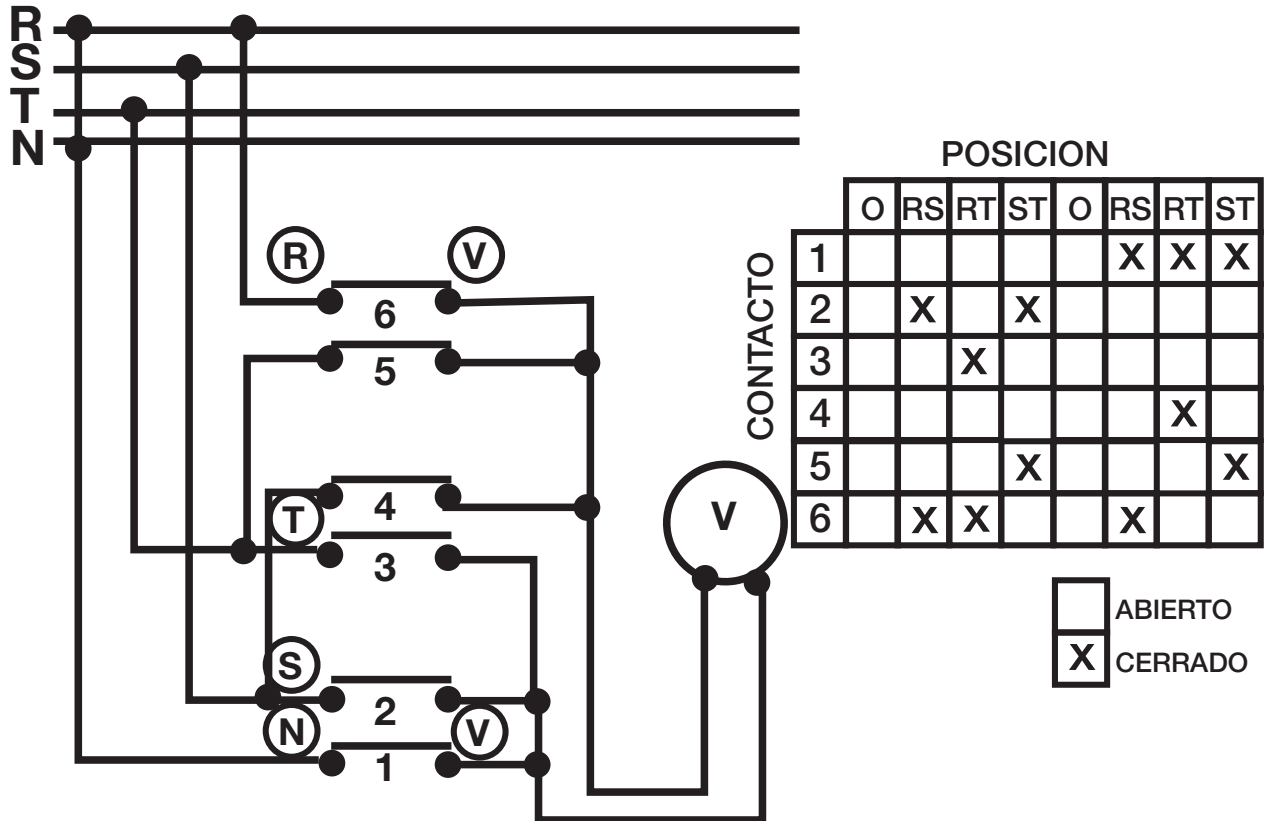 R
S
T
N
POSICION
O RS RT ST O RS RT ST
CONTACTO
1 X X X
2 X X
3 X
4 X
5 X X
6 X X X
ABIERTO
X CERRADO
R V
6
5
4
T
3
S
2
N V
1
V